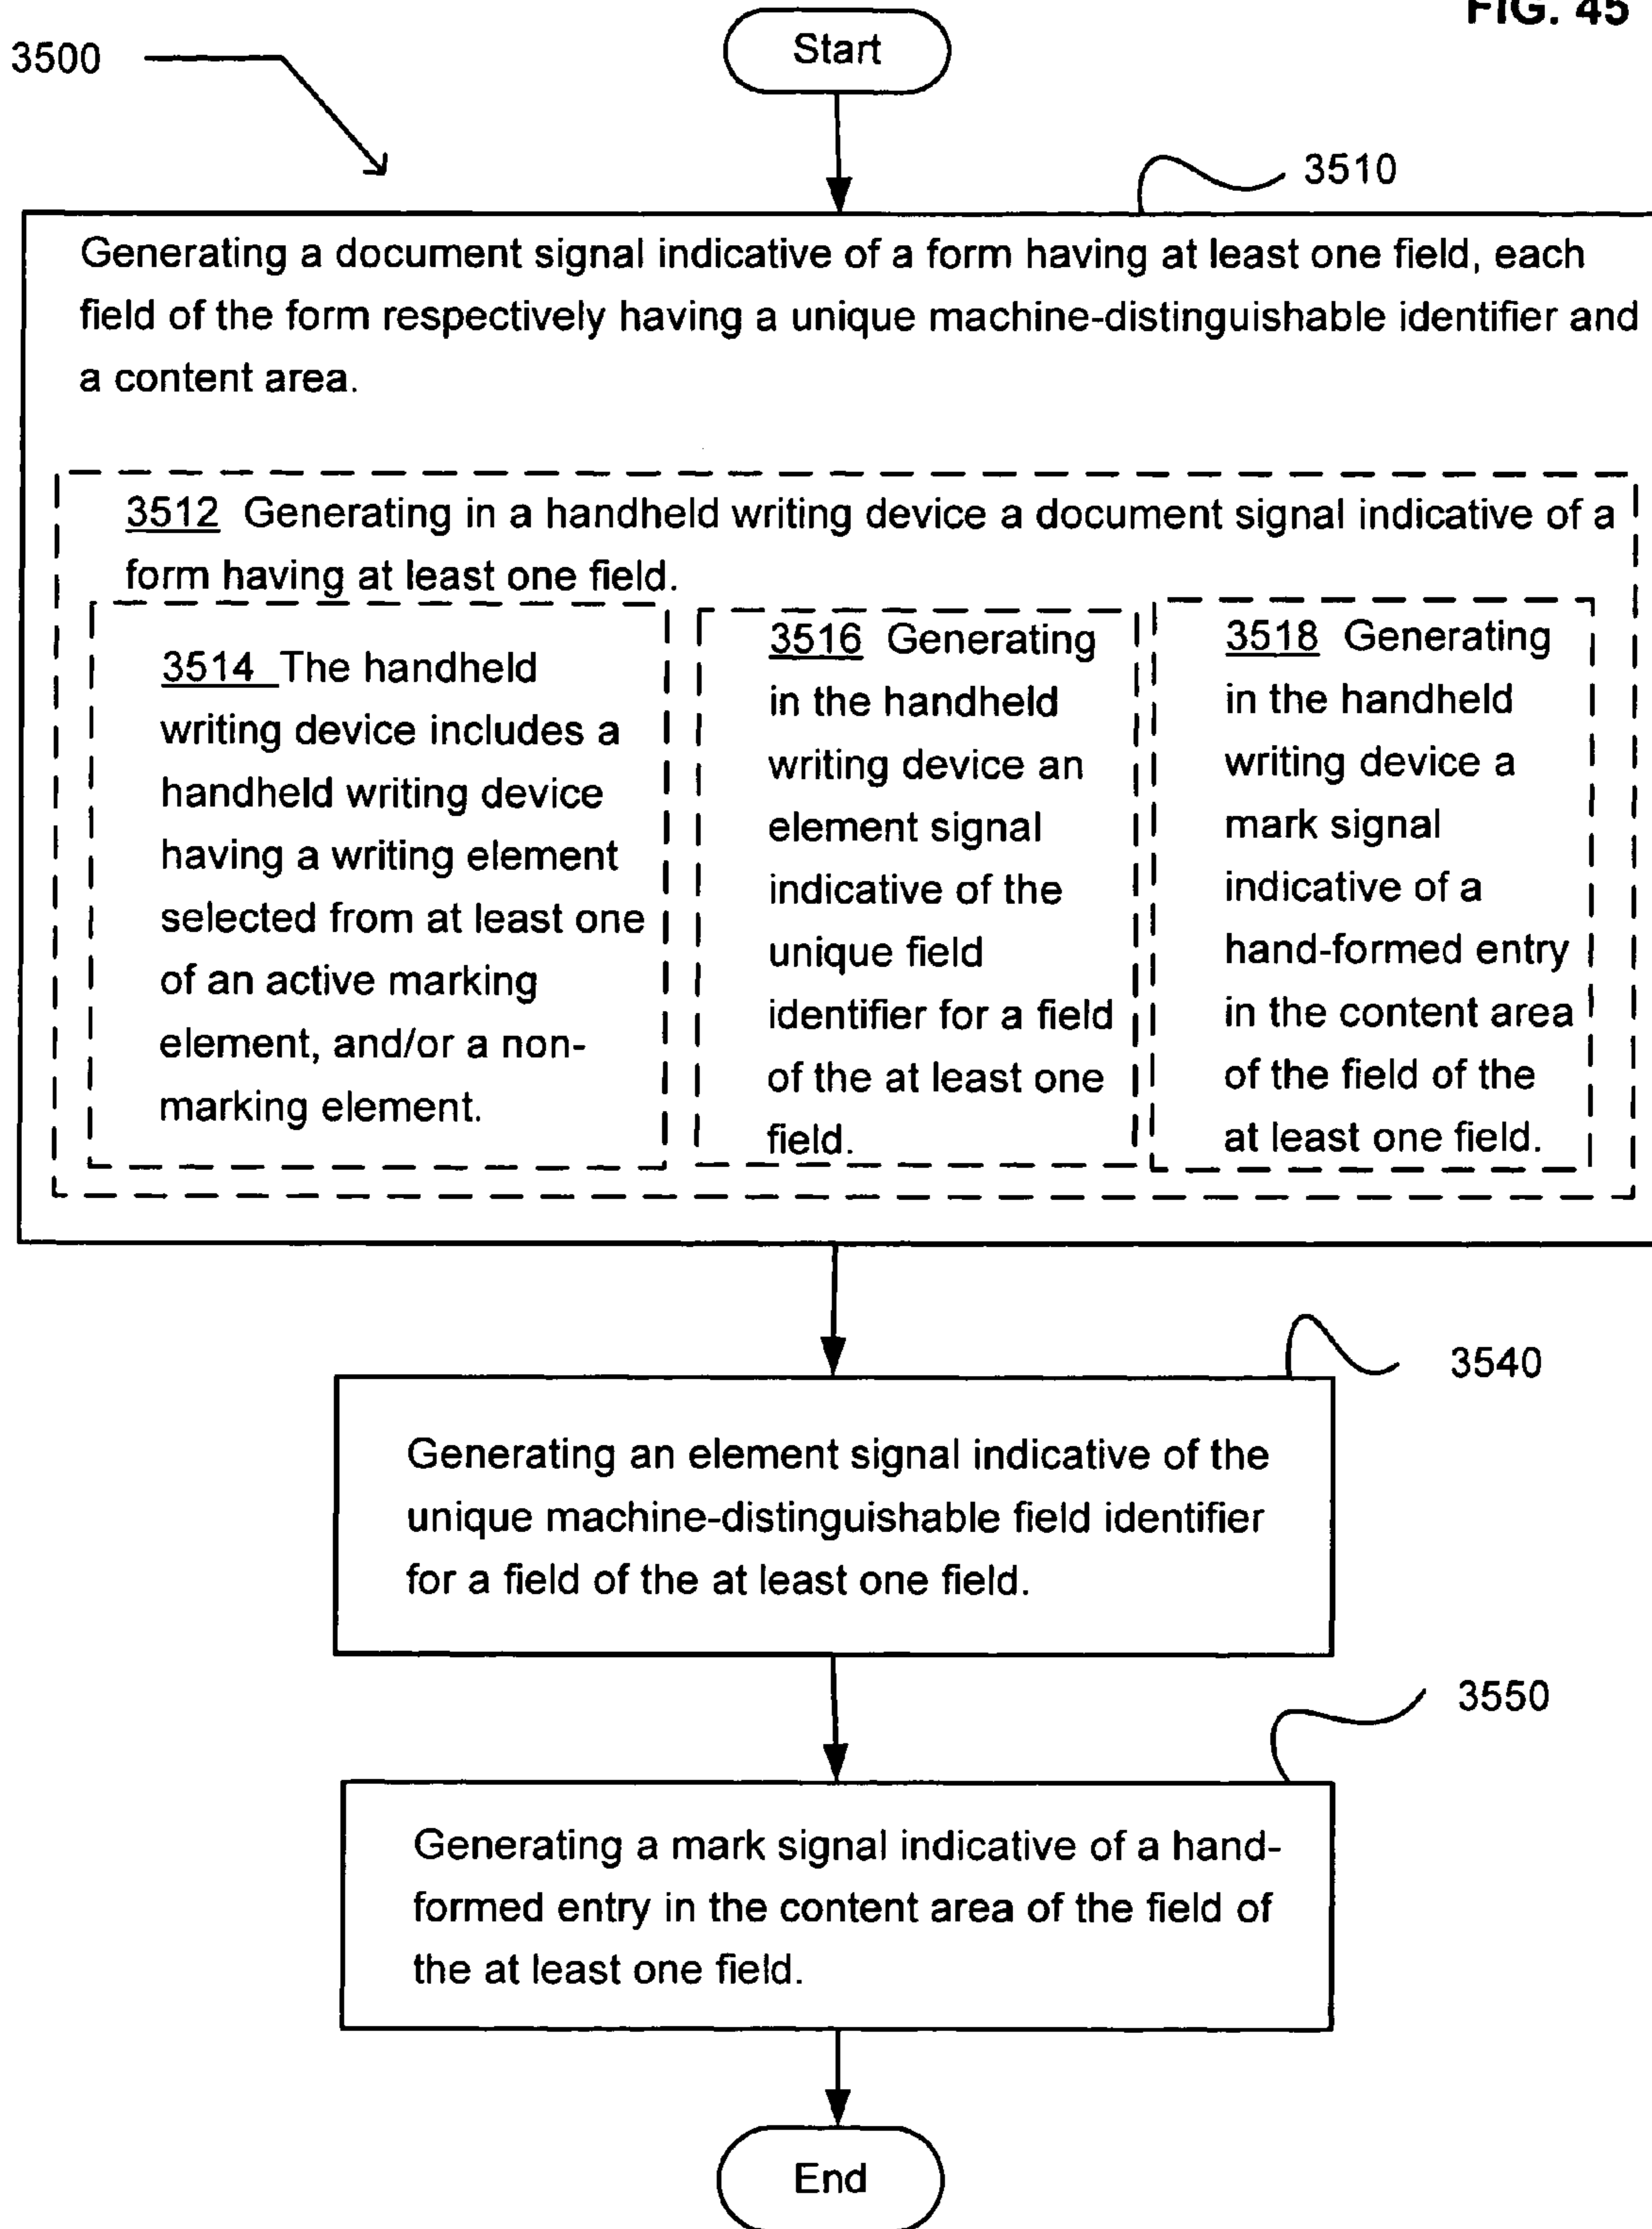 FIG. 45
3500
Start
3510
Generating a document signal indicative of a form having at least one field, each
field of the form respectively having a unique machine-distinguishable identifier and
a content area.
3512 Generating in a handheld writing device a document signal indicative of a
form having at least one field.
3514 The handheld
writing device includes a
handheld writing device
having a writing element
selected from at least one
of an active marking
element, and/or a non-
marking element.
3516 Generating
in the handheld
writing device an
element signal
indicative of the
unique field
identifier for a field
of the at least one
field.
3518 Generating
in the handheld
writing device a
mark signal
indicative of a
hand-formed entry
in the content area
of the field of the
at least one field.
3540
Generating an element signal indicative of the
unique machine-distinguishable field identifier
for a field of the at least one field.
3550
Generating a mark signal indicative of a hand-
formed entry in the content area of the field of
the at least one field.
End